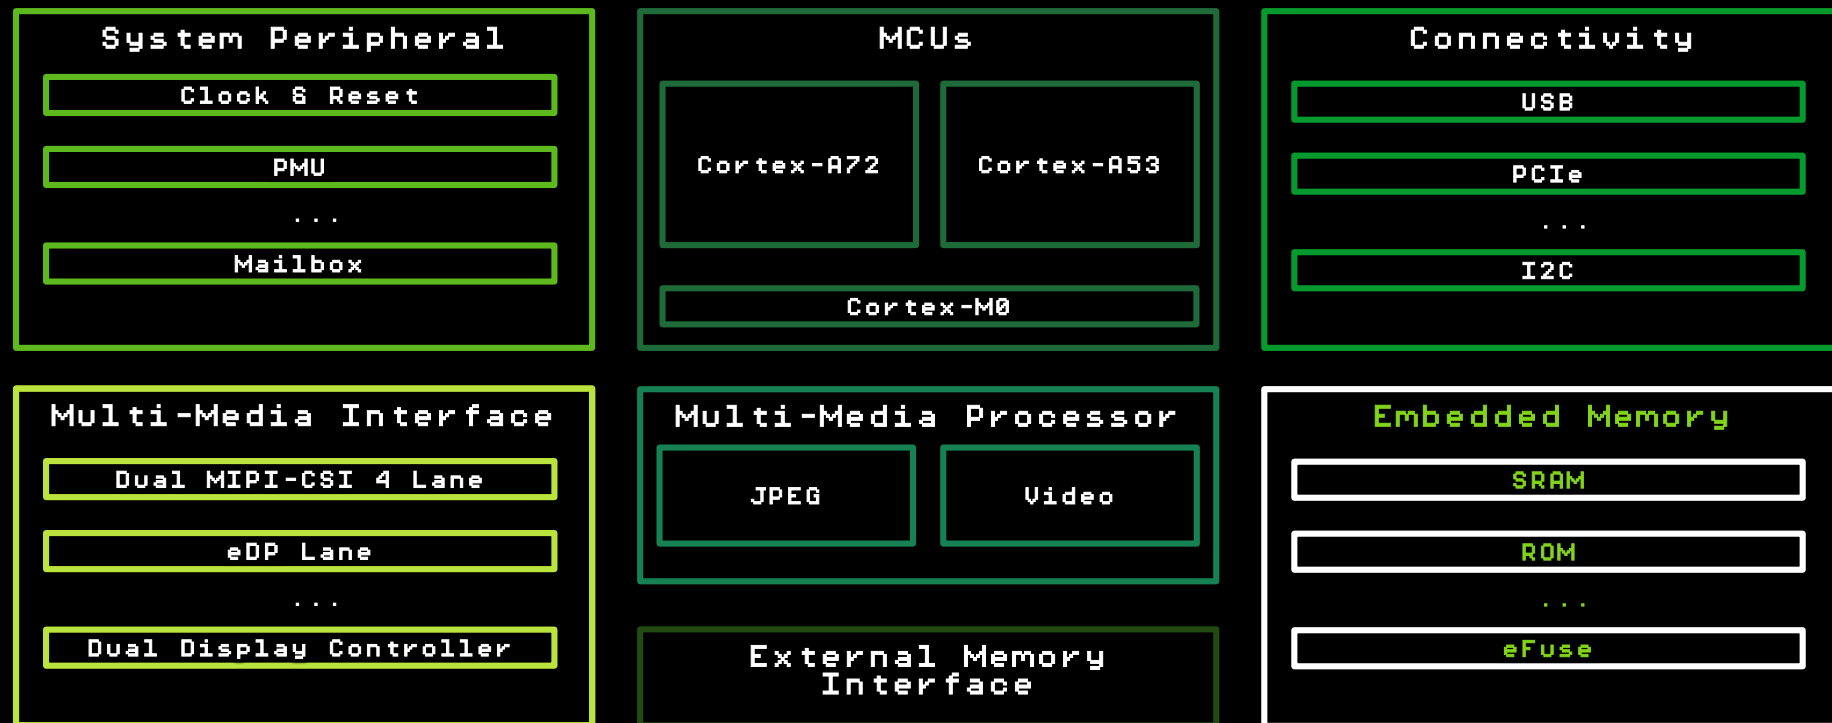 System Peripheral
Clock & Reset
PMU
...
Mailbox
MCUs
Cortex-A72
Cortex-A53
Cortex-M0
Connectivity
USB
PCIe
...
I2C
Multi-Media Interface
Dual MIPI-CSI 4 Lane
eDP Lane
...
Dual Display Controller
Multi-Media Processor
JPEG
Video
External Memory
Interface
Embedded Memory
SRAM
ROM
...
eFuse